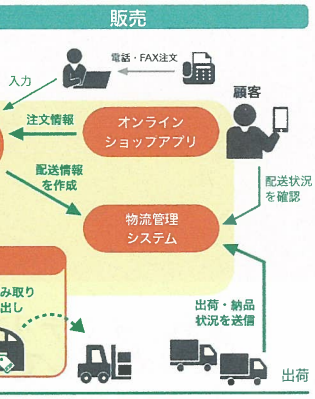 販売
電話・FAX注文
入力
顧客
注文情報
オンライン
ショップアプリ
配送情報
を作成
配送状況
を確認
物流管理
システム
み取り
出し
出荷・納品
状況を送信
出荷